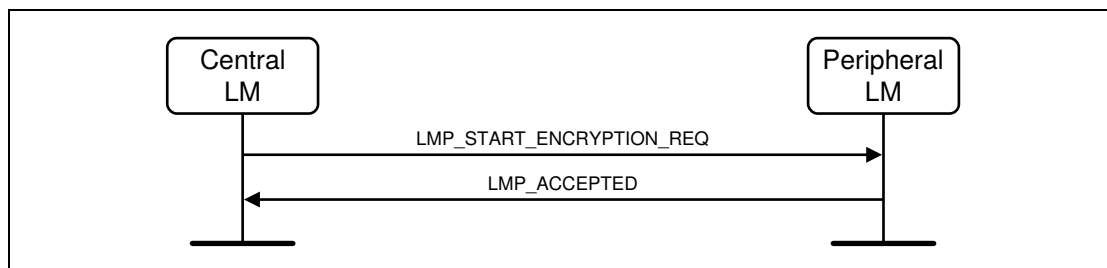 Central
LM
Peripheral
LM
LMP_START_ENCRYPTION_REQ
LMP_ACCEPTED